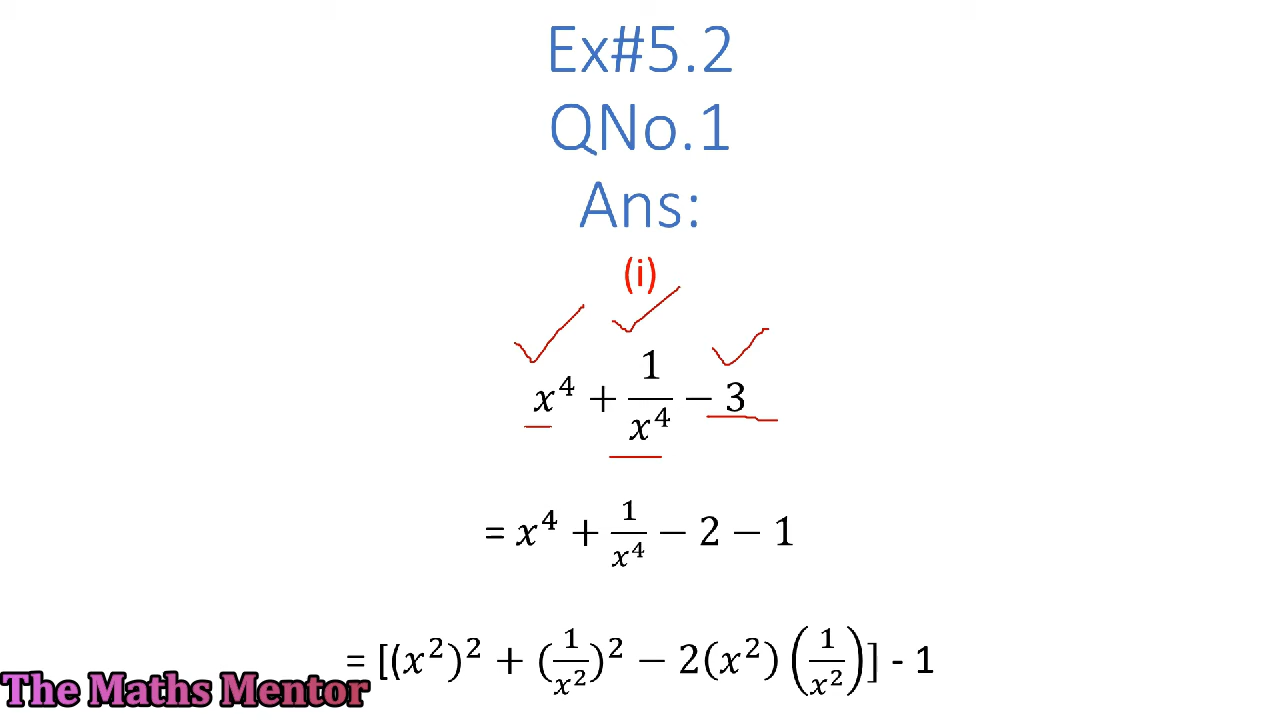 Ex#5.2
QNo.1
Ans:
(i)
x⁴ + 1/x⁴ − 3
= x⁴ + 1/x⁴ − 2 − 1
= [(x²)² + (1/x²)² − 2(x²)(1/x²)] - 1
The Maths Mentor